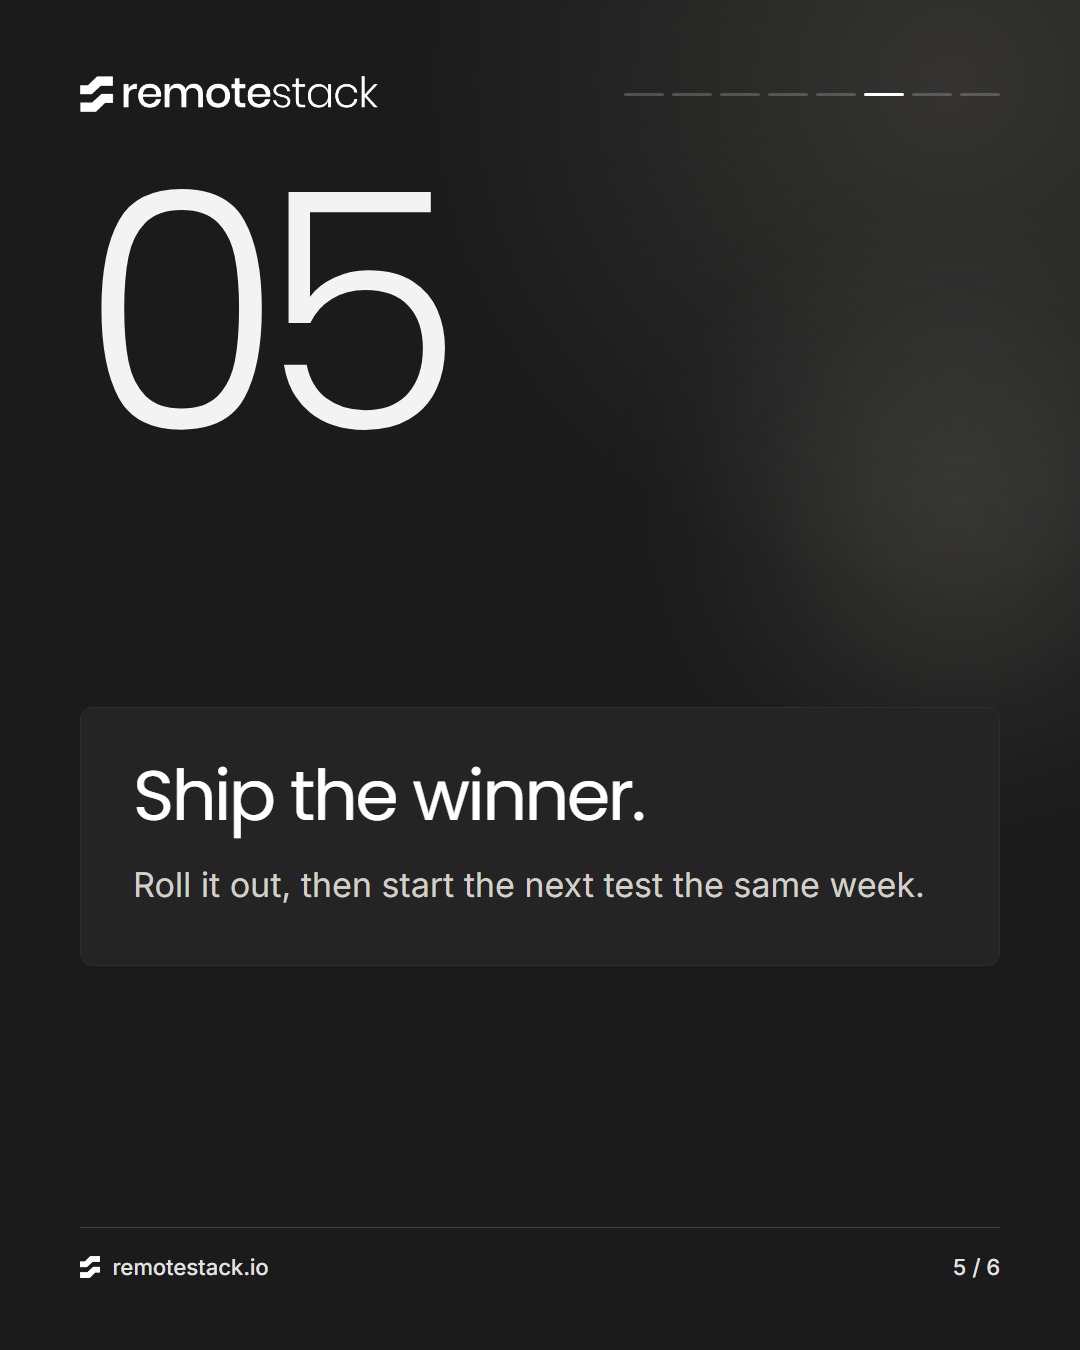 remotestack
05
Ship the winner.
Roll it out, then start the next test the same week.
remotestack.io
5 / 6